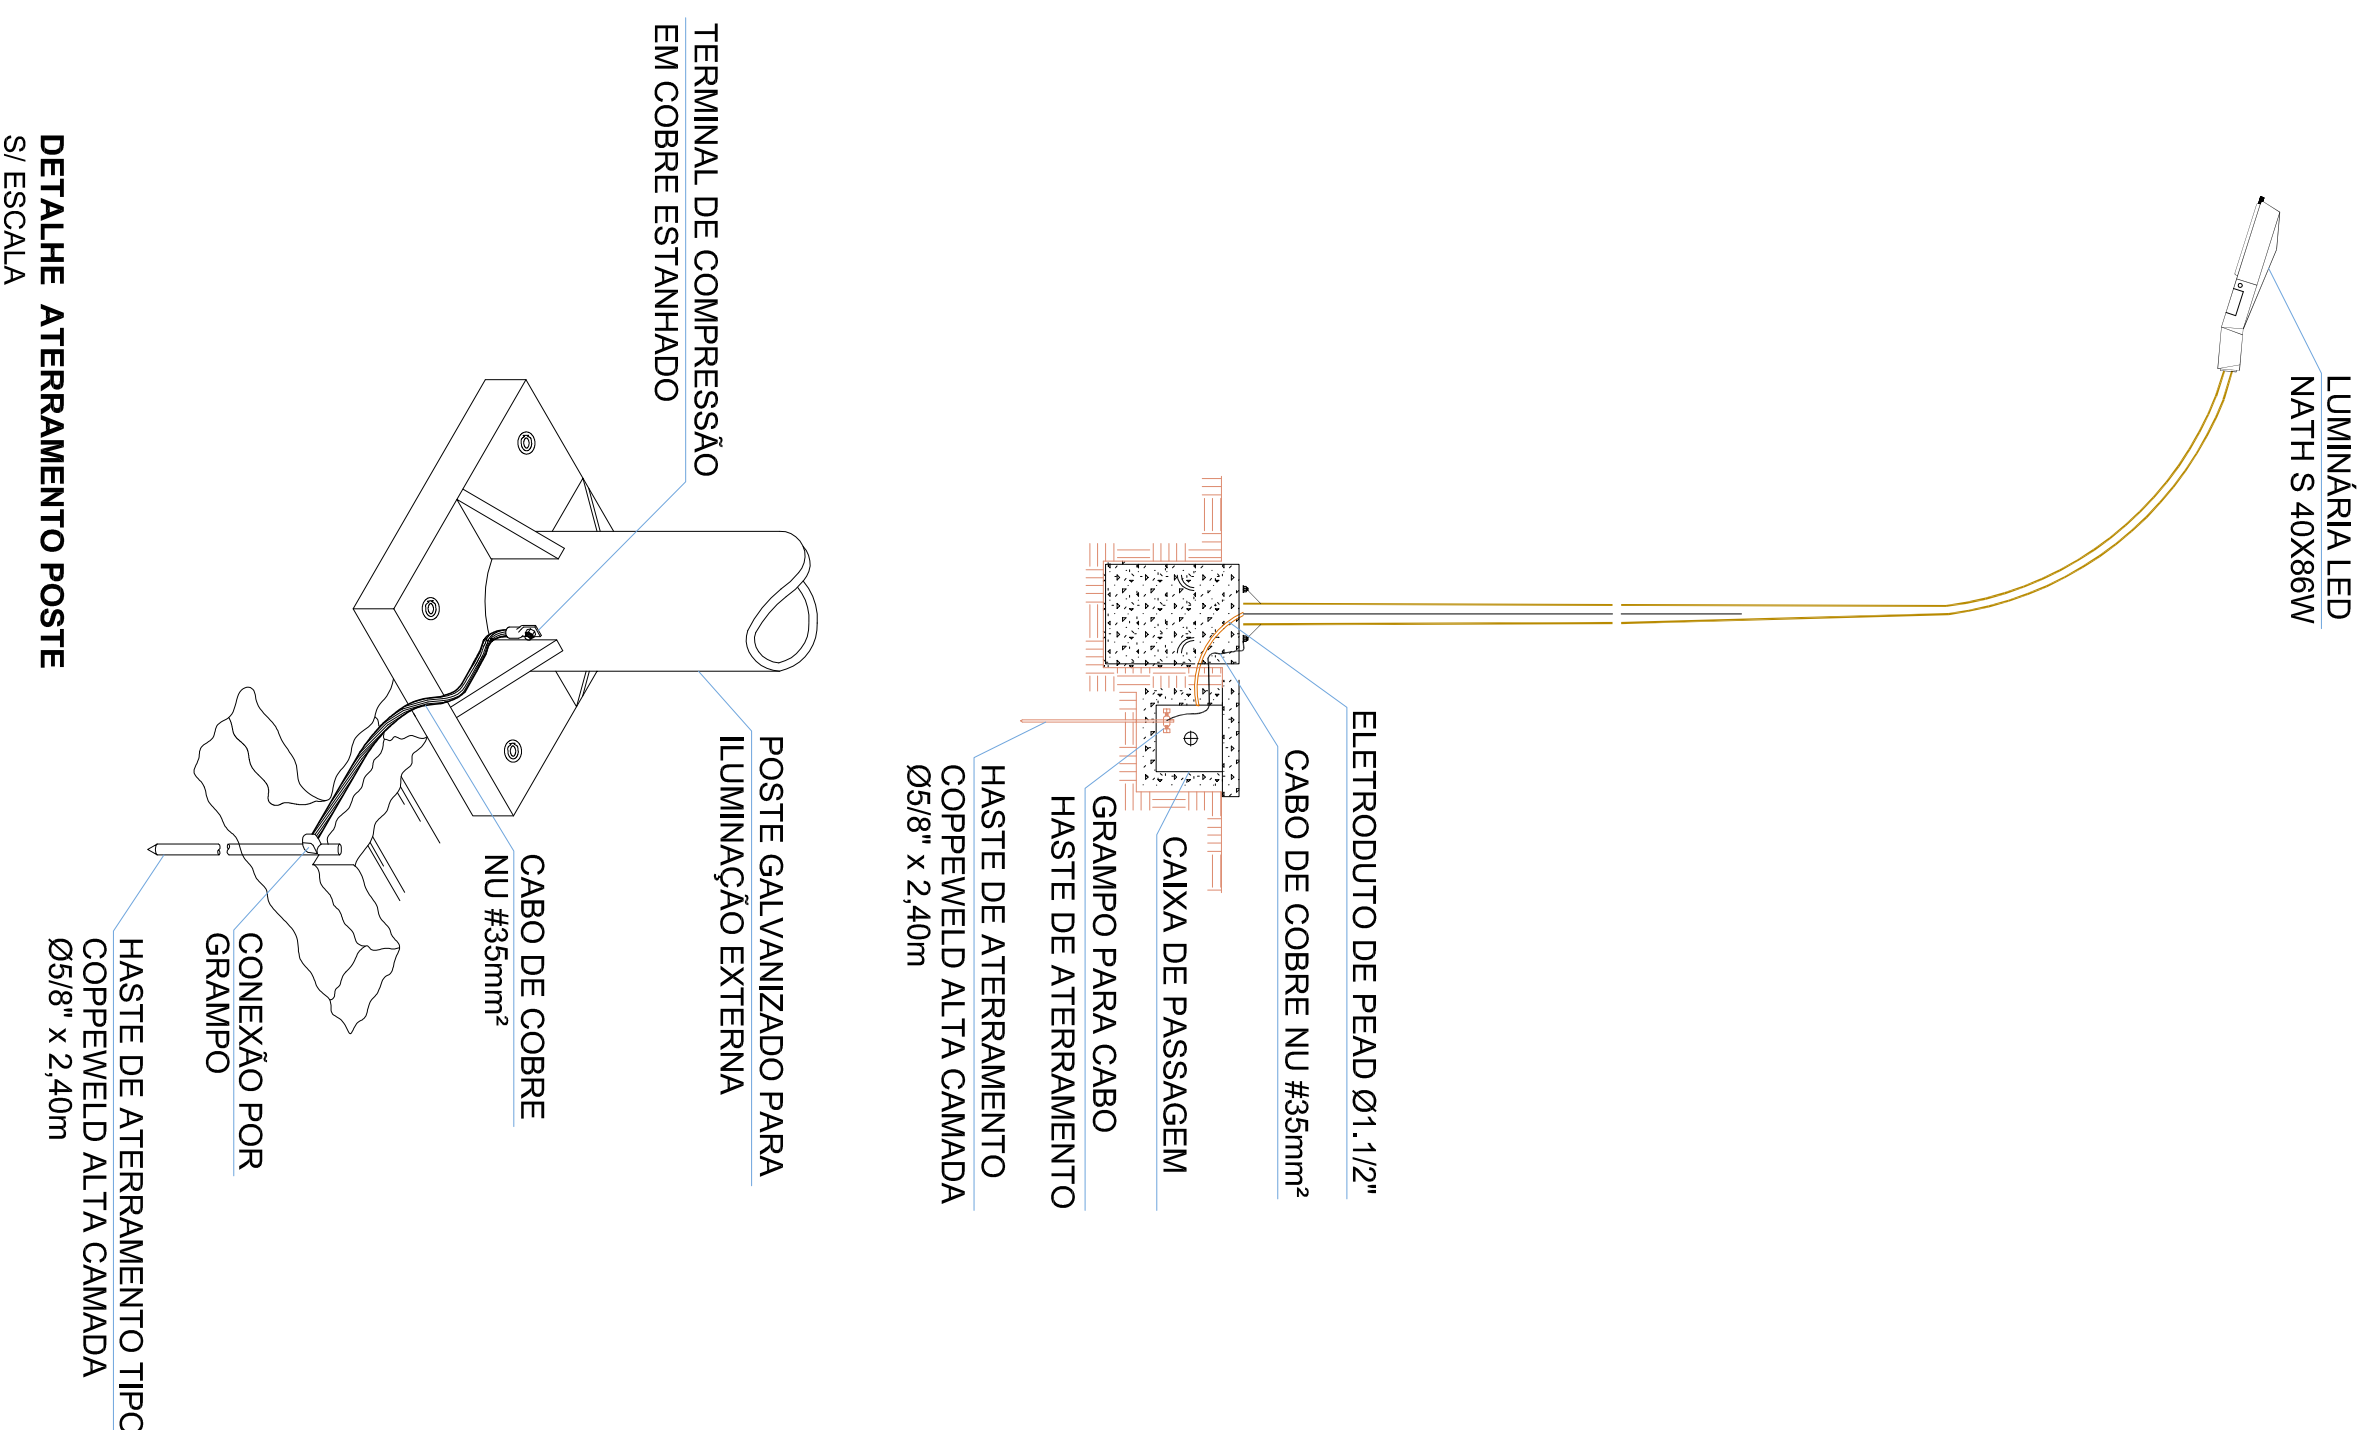 LUMINÁRIA LED
NATH S 40X86W
ELETRODUTO DE PEAD Ø1.1/2"
CABO DE COBRE NU #35mm²
CAIXA DE PASSAGEM
GRAMPO PARA CABO
HASTE DE ATERRAMENTO
HASTE DE ATERRAMENTO
COPPEWELD ALTA CAMADA
Ø5/8" x 2,40m
TERMINAL DE COMPRESSÃO
EM COBRE ESTANHADO
POSTE GALVANIZADO PARA
ILUMINAÇÃO EXTERNA
CABO DE COBRE
NU #35mm²
CONEXÃO POR
GRAMPO
HASTE DE ATERRAMENTO TIPO
COPPEWELD ALTA CAMADA
Ø5/8" x 2,40m
DETALHE ATERRAMENTO POSTE
S/ ESCALA